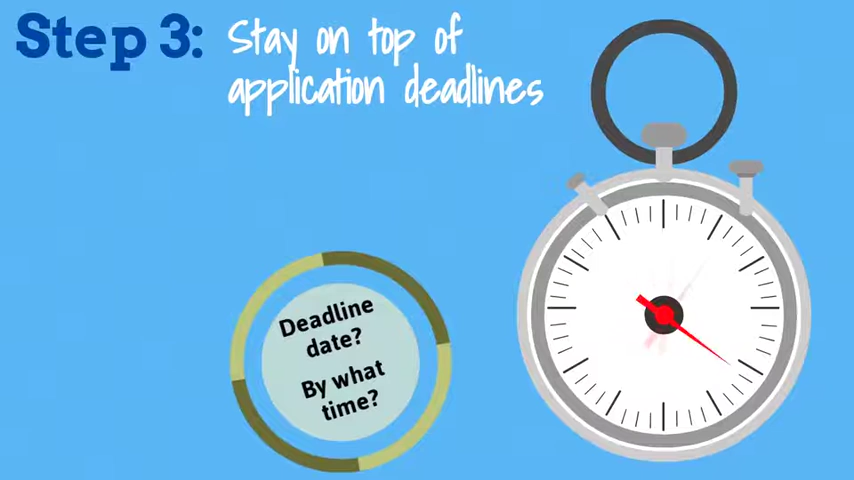 Step 3: Stay on top of
application deadlines
Deadline
date?
By what
time?